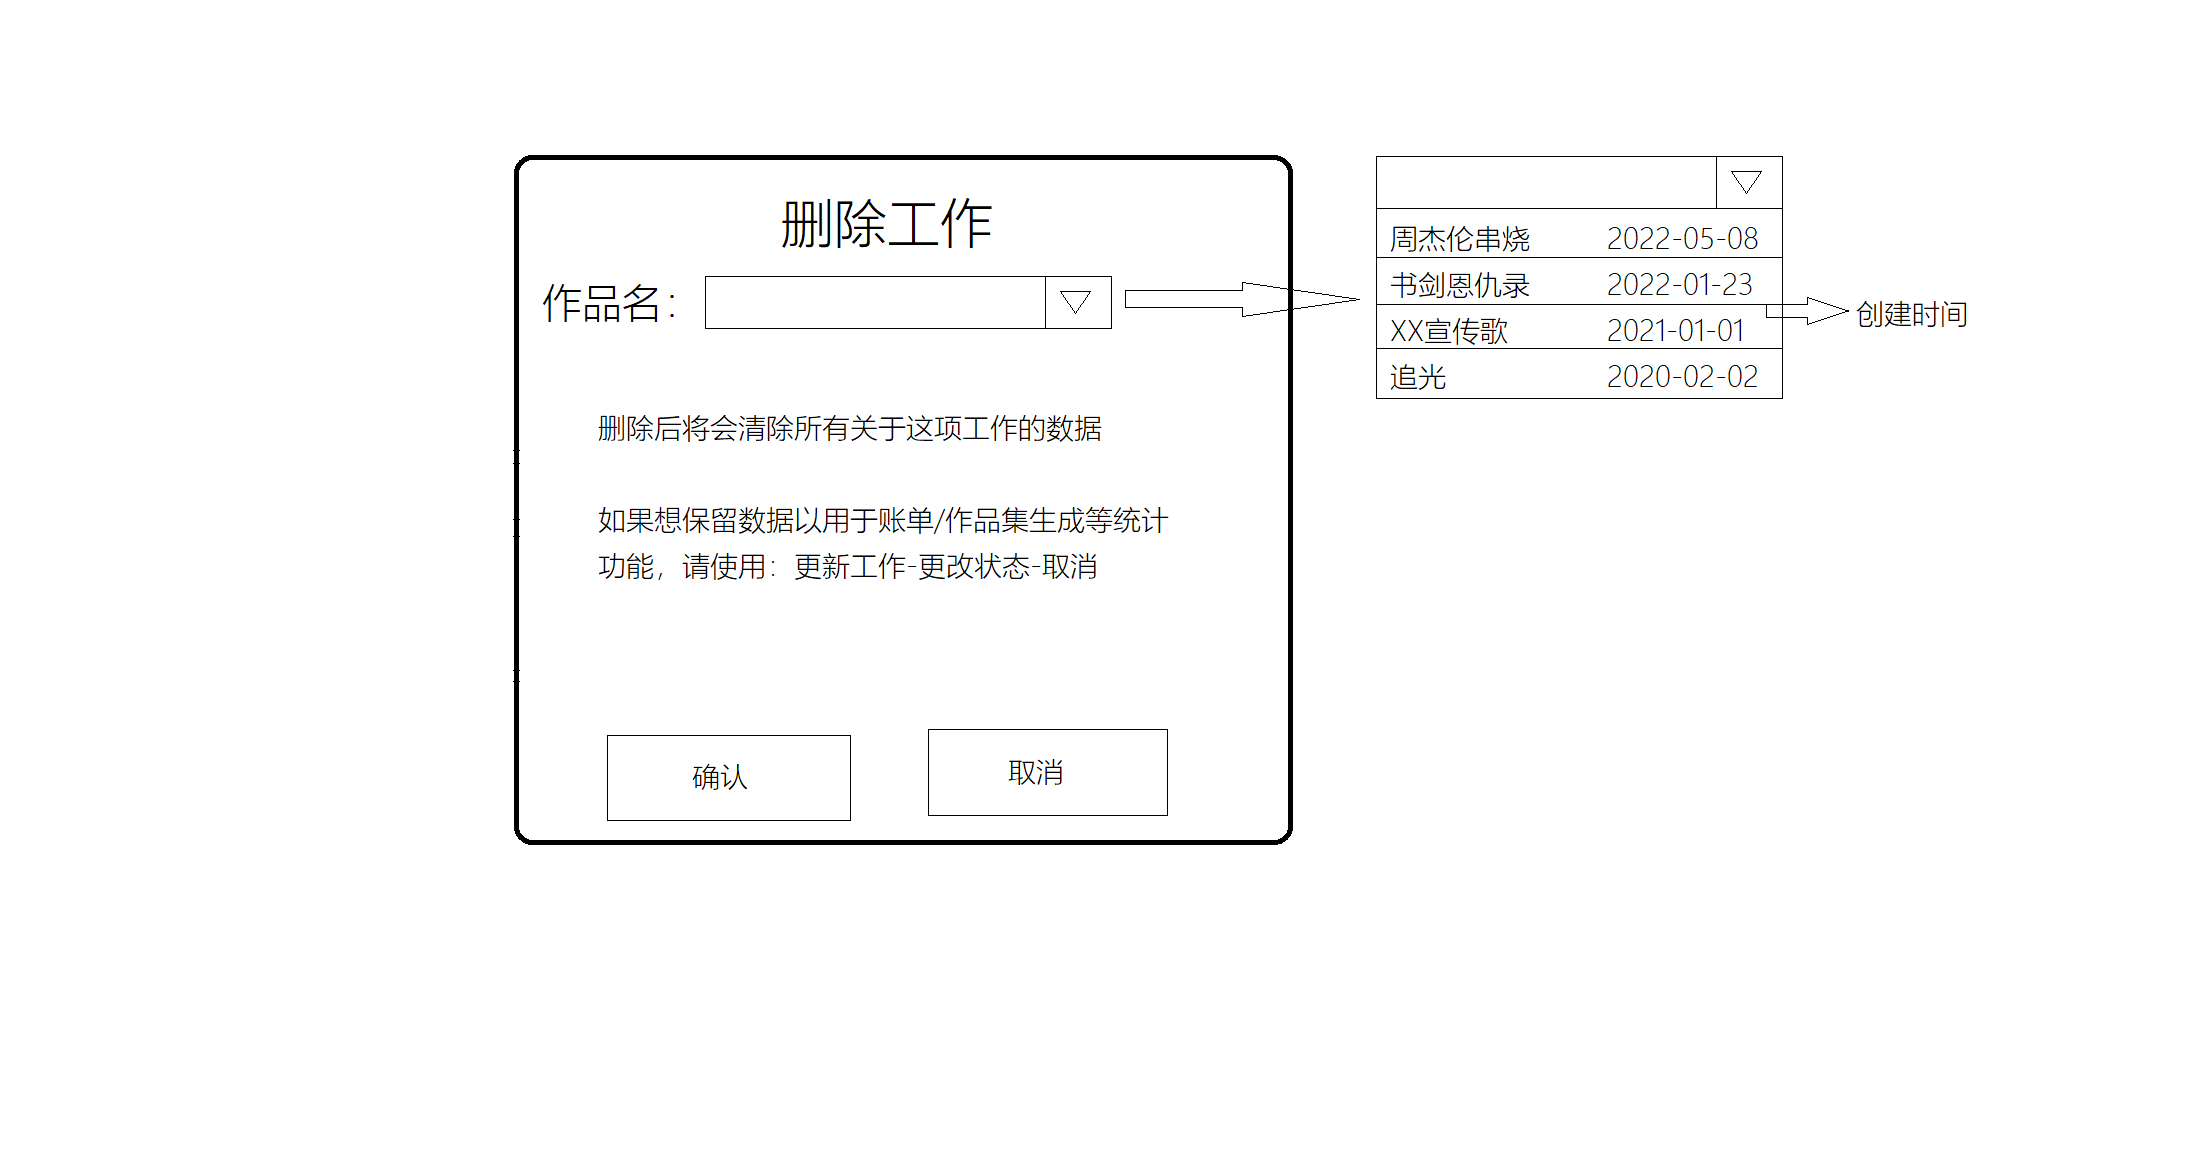 删除工作
作品名：
删除后将会清除所有关于这项工作的数据
如果想保留数据以用于账单/作品集生成等统计
功能，请使用：更新工作-更改状态-取消
确认
取消
周杰伦串烧 2022-05-08
书剑恩仇录 2022-01-23
XX宣传歌 2021-01-01
追光 2020-02-02
创建时间